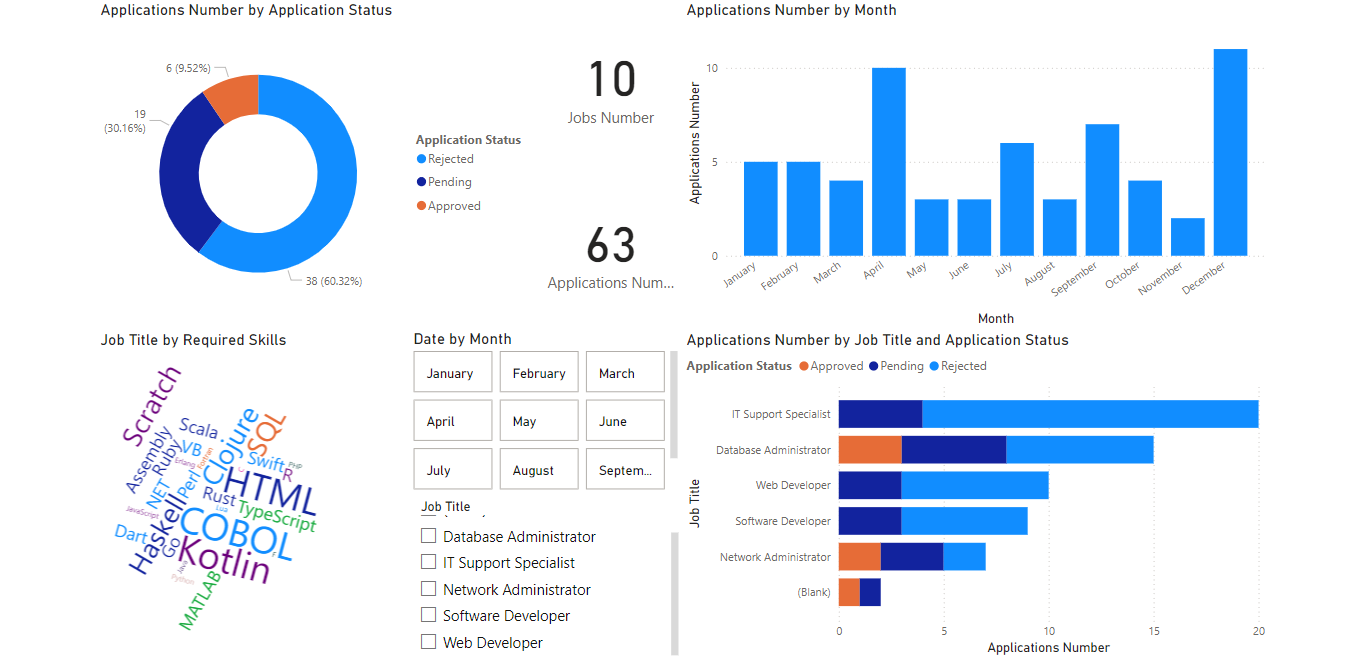 Applications Number by Application Status
6 (9.52%)
19
(30.16%)
38 (60.32%)
Application Status
Rejected
Pending
Approved
10
Jobs Number
63
Applications Num...
Applications Number by Month
Applications Number
10
5
0
January
February
March
April
May
June
July
August
September
October
November
December
Month
Job Title by Required Skills
Scratch
SQL
Clojure
Scala
Assembly
Ruby
VB
Erlang
Fortran
Swift
PHP
R
C
HTML
Perl
.NET
Rust
Lua
TypeScript
JavaScript
Haskell
COBOL
Dart
Go
Kotlin
F
Java
Python
MATLAB
Date by Month
January
February
March
April
May
June
July
August
Septem...
Job Title
Database Administrator
IT Support Specialist
Network Administrator
Software Developer
Web Developer
Applications Number by Job Title and Application Status
Application Status
Approved
Pending
Rejected
Job Title
IT Support Specialist
Database Administrator
Web Developer
Software Developer
Network Administrator
(Blank)
0
5
10
15
20
Applications Number